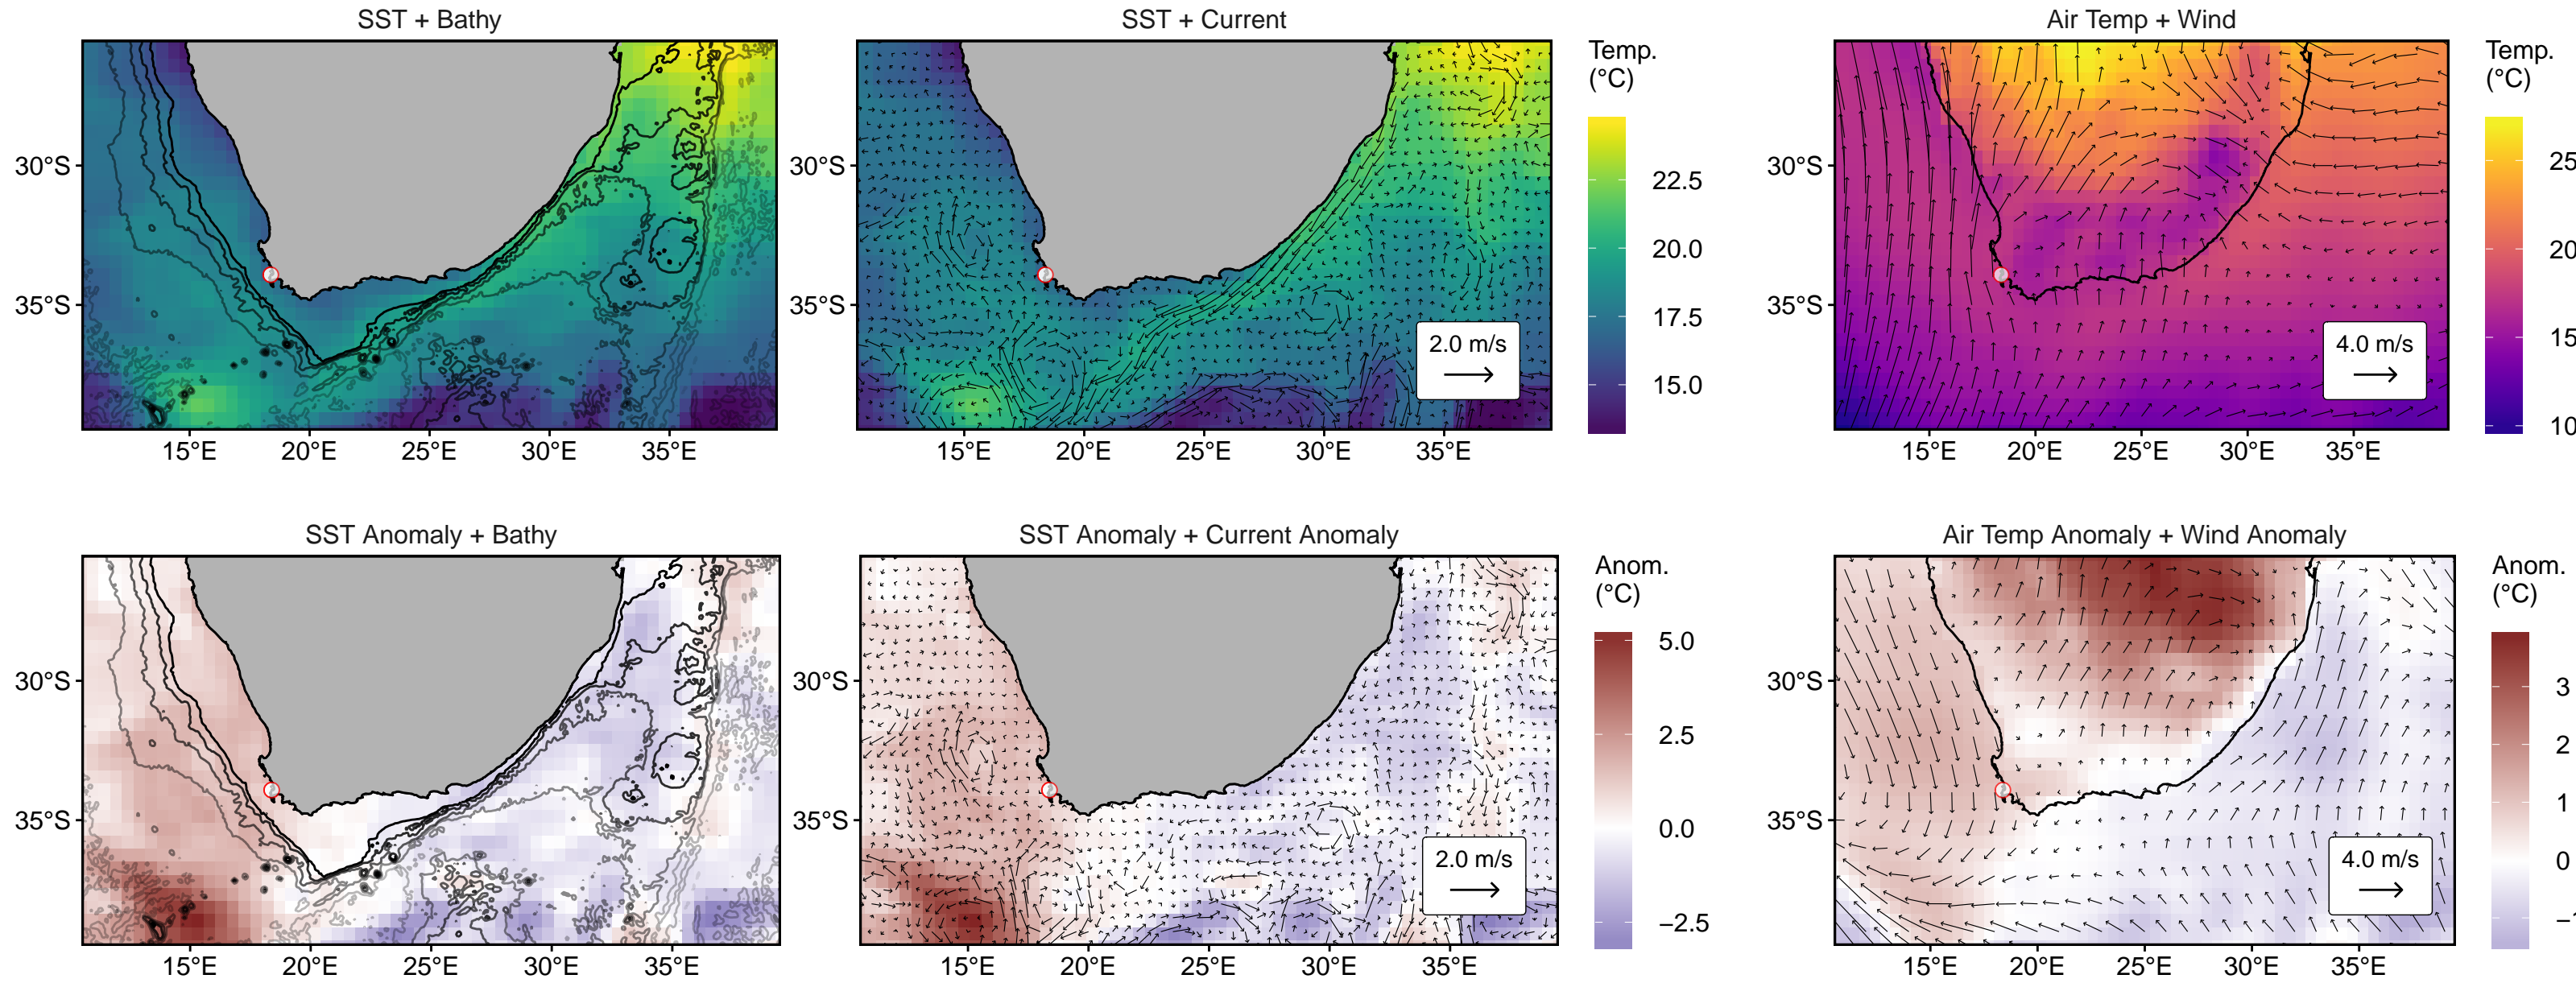 SST + Bathy
30°S
35°S
15°E 20°E 25°E 30°E 35°E
SST + Current
30°S
35°S
2.0 m/s
15°E 20°E 25°E 30°E 35°E
Temp.
(°C)
22.5
20.0
17.5
15.0
Air Temp + Wind
30°S
35°S
4.0 m/s
15°E 20°E 25°E 30°E 35°E
Temp.
(°C)
25
20
15
10
SST Anomaly + Bathy
30°S
35°S
15°E 20°E 25°E 30°E 35°E
SST Anomaly + Current Anomaly
30°S
35°S
2.0 m/s
15°E 20°E 25°E 30°E 35°E
Anom.
(°C)
5.0
2.5
0.0
−2.5
Air Temp Anomaly + Wind Anomaly
30°S
35°S
4.0 m/s
15°E 20°E 25°E 30°E 35°E
Anom.
(°C)
3
2
1
0